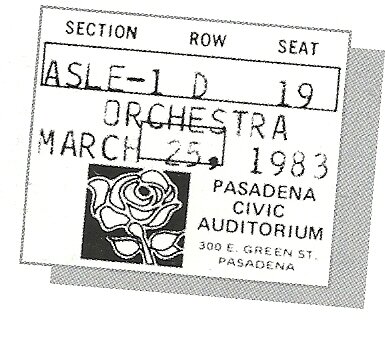 SECTION ROW SEAT
ASLE-1 D 19
ORCHESTRA
MARCH 25, 1983
PASADENA
CIVIC
AUDITORIUM
300 E. GREEN ST.
PASADENA